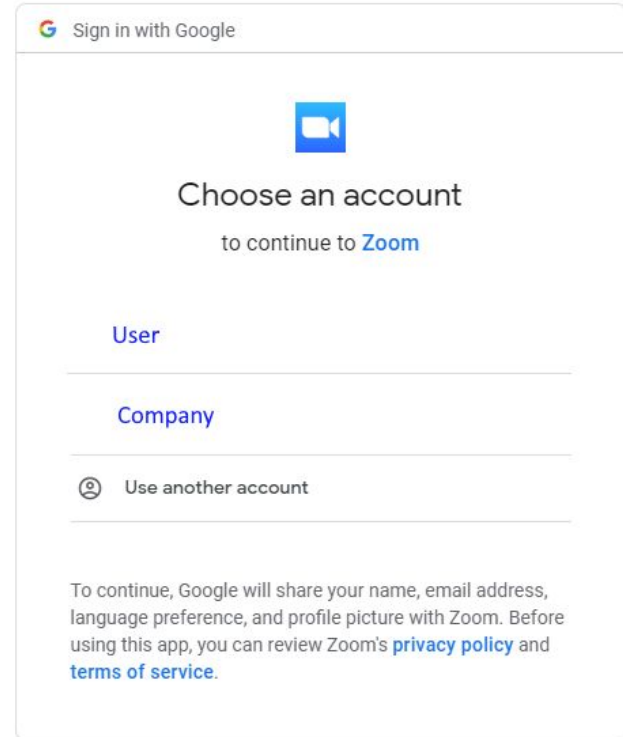 Sign in with Google
Choose an account
to continue to Zoom
User
Company
Use another account
To continue, Google will share your name, email address,
language preference, and profile picture with Zoom. Before
using this app, you can review Zoom's privacy policy and
terms of service.